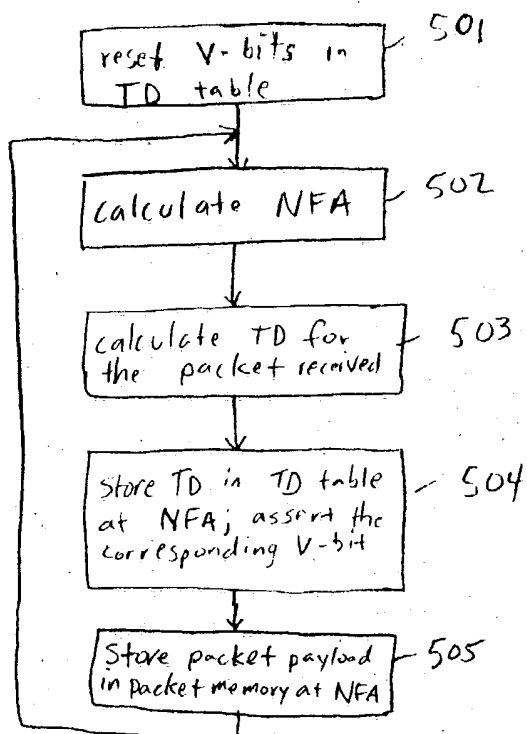 reset V-bits in
TD table
501
calculate NFA
502
calculate TD for
the packet received
503
Store TD in TD table
at NFA; assert the
corresponding V-bit
504
Store packet payload
in packet memory at NFA
505